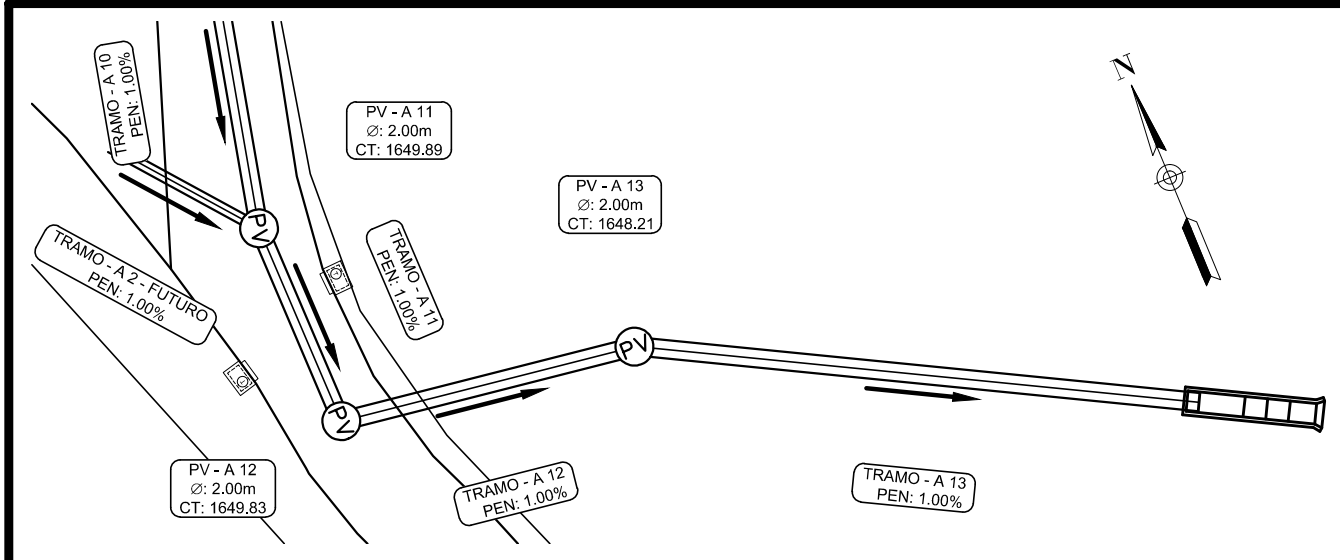 TRAMO - A 10
PEN: 1.00%
PV - A 11
Ø: 2.00m
CT: 1649.89
N
PV - A 13
Ø: 2.00m
CT: 1648.21
PV
TRAMO - A 2 - FUTURO
PEN: 1.00%
TRAMO - A 11
PEN: 1.00%
PV
PV
PV - A 12
Ø: 2.00m
CT: 1649.83
TRAMO - A 12
PEN: 1.00%
TRAMO - A 13
PEN: 1.00%